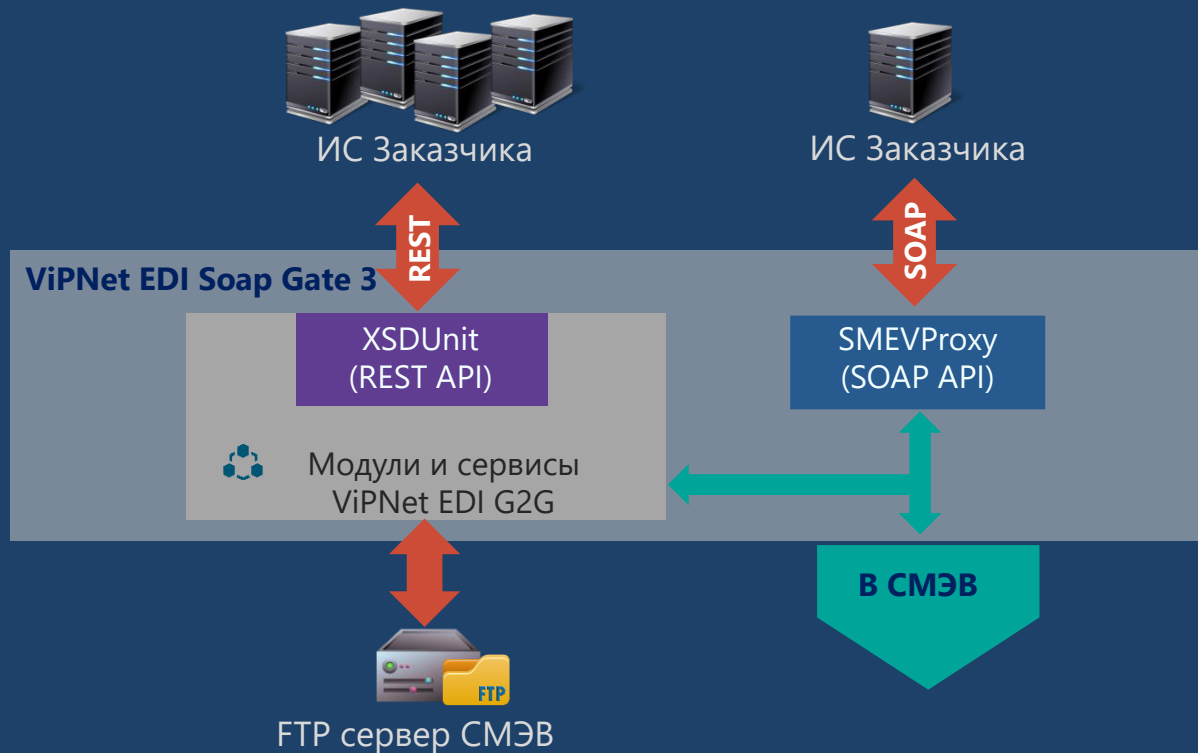 ИС Заказчика
ИС Заказчика
REST
SOAP
ViPNet EDI Soap Gate 3
XSDUnit
(REST API)
SMEVProxy
(SOAP API)
Модули и сервисы
ViPNet EDI G2G
В СМЭВ
FTP
FTP сервер СМЭВ